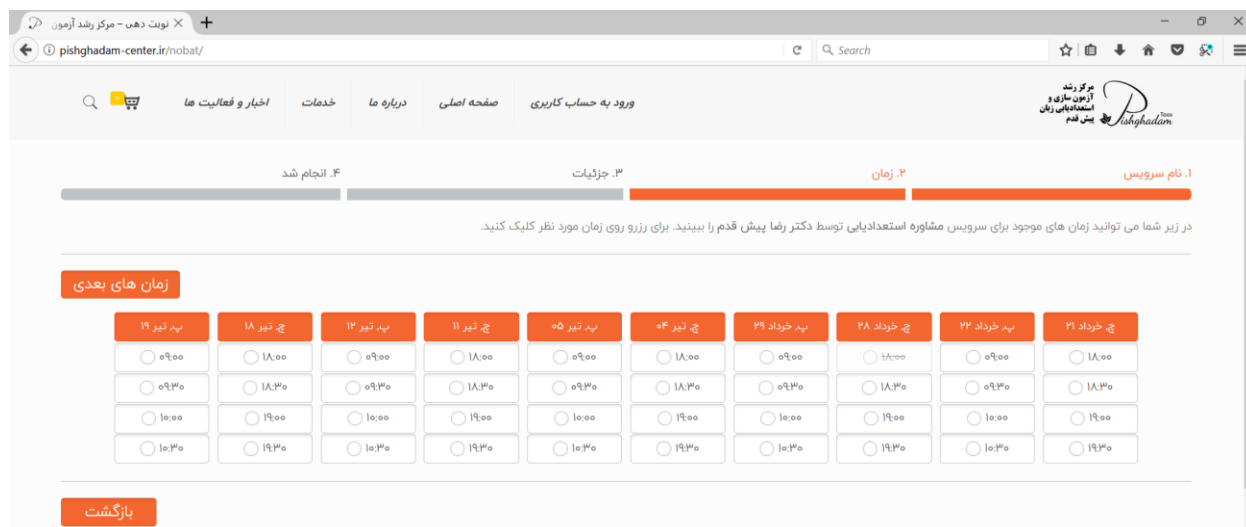 نوبت دهی - مرکز رشد آزمون
pishghadam-center.ir/nobat/
Search
مرکز رشد
آزمون سازی و
استعدادیابی زبان
پیش قدم
Pishghadam
Toos
ورود به حساب کاربری صفحه اصلی درباره ما خدمات اخبار و فعالیت ها
۱. نام سرویس ۲. زمان ۳. جزئیات ۴. انجام شد
در زیر شما می توانید زمان های موجود برای سرویس مشاوره استعدادیابی توسط دکتر رضا پیش قدم را ببینید. برای رزرو روی زمان مورد نظر کلیک کنید.
زمان های بعدی
چ, خرداد ۲۱ پ, خرداد ۲۲ چ, خرداد ۲۸ پ, خرداد ۲۹ چ, تیر ۰۴ پ, تیر ۰۵ چ, تیر ۱۱ پ, تیر ۱۲ چ, تیر ۱۸ پ, تیر ۱۹
۱۸:۰۰ ۰۹:۰۰ ۱۸:۰۰ ۰۹:۰۰ ۱۸:۰۰ ۰۹:۰۰ ۱۸:۰۰ ۰۹:۰۰ ۱۸:۰۰ ۰۹:۰۰
۱۸:۳۰ ۰۹:۳۰ ۱۸:۳۰ ۰۹:۳۰ ۱۸:۳۰ ۰۹:۳۰ ۱۸:۳۰ ۰۹:۳۰ ۱۸:۳۰ ۰۹:۳۰
۱۹:۰۰ ۱۰:۰۰ ۱۹:۰۰ ۱۰:۰۰ ۱۹:۰۰ ۱۰:۰۰ ۱۹:۰۰ ۱۰:۰۰ ۱۹:۰۰ ۱۰:۰۰
۱۹:۳۰ ۱۰:۳۰ ۱۹:۳۰ ۱۰:۳۰ ۱۹:۳۰ ۱۰:۳۰ ۱۹:۳۰ ۱۰:۳۰ ۱۹:۳۰ ۱۰:۳۰
بازگشت